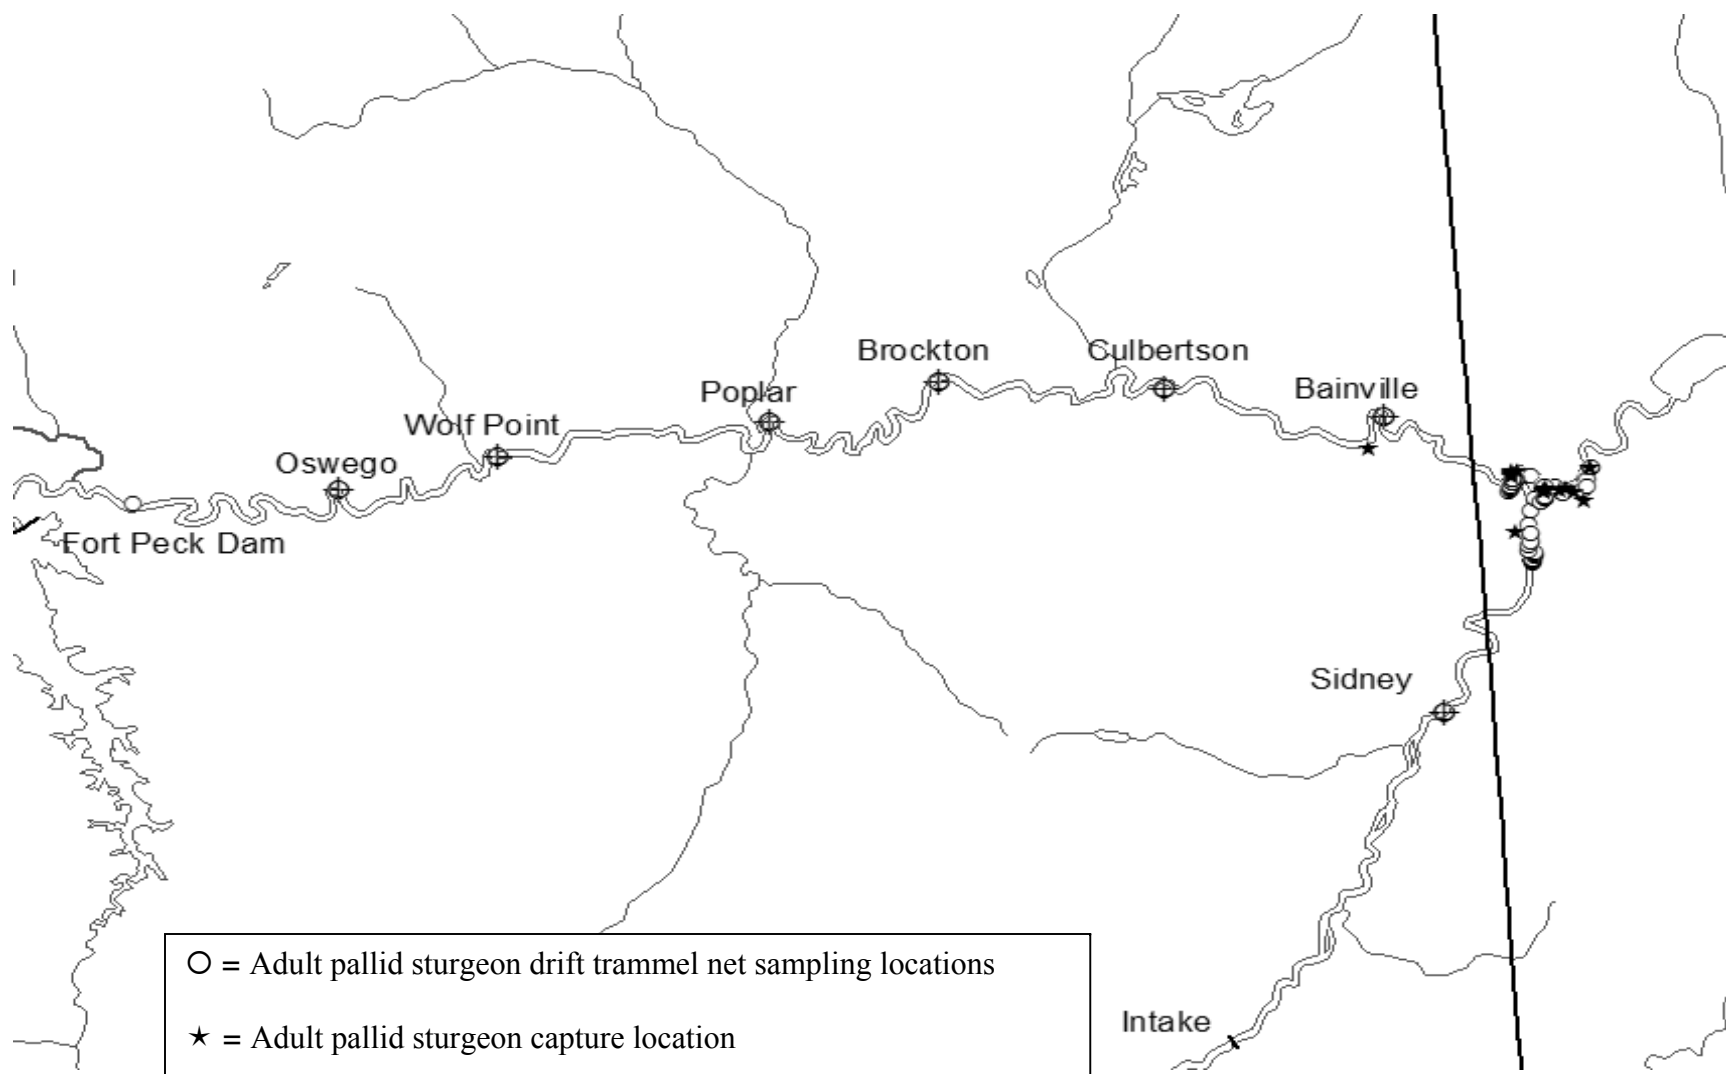 Brockton
Culbertson
Poplar
Bainville
Wolf Point
Oswego
Fort Peck Dam
Sidney
Intake
= Adult pallid sturgeon drift trammel net sampling locations
= Adult pallid sturgeon capture location